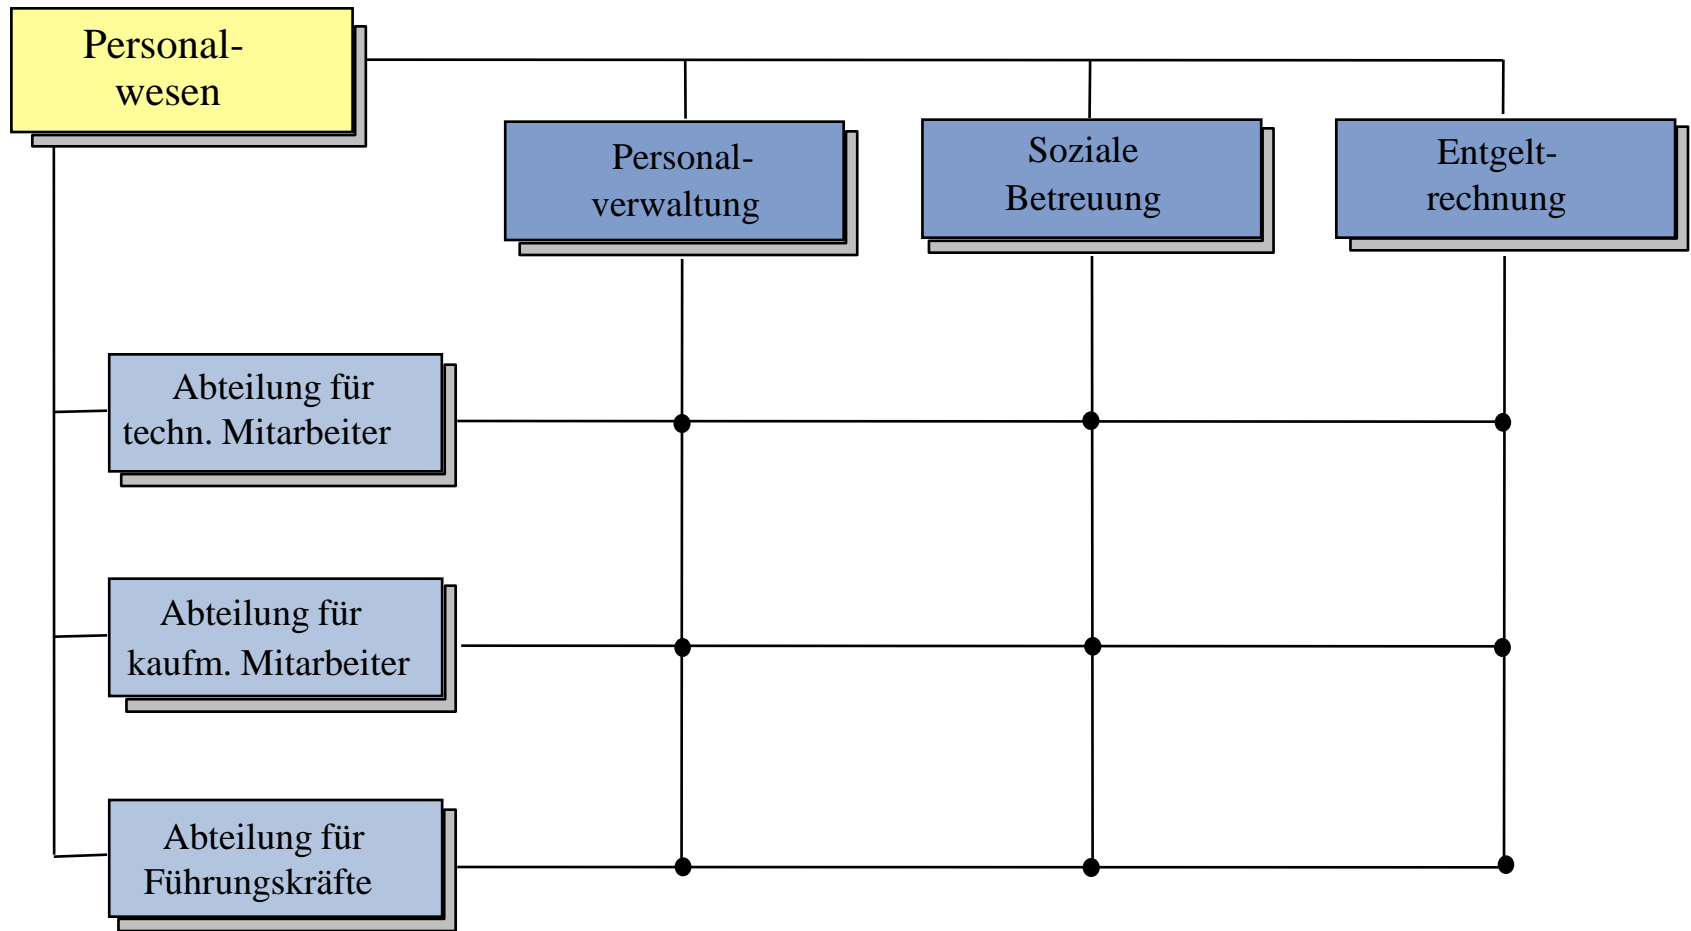 Personal-
wesen
Personal-
verwaltung
Soziale
Betreuung
Entgelt-
rechnung
Abteilung für
techn. Mitarbeiter
Abteilung für
kaufm. Mitarbeiter
Abteilung für
Führungskräfte